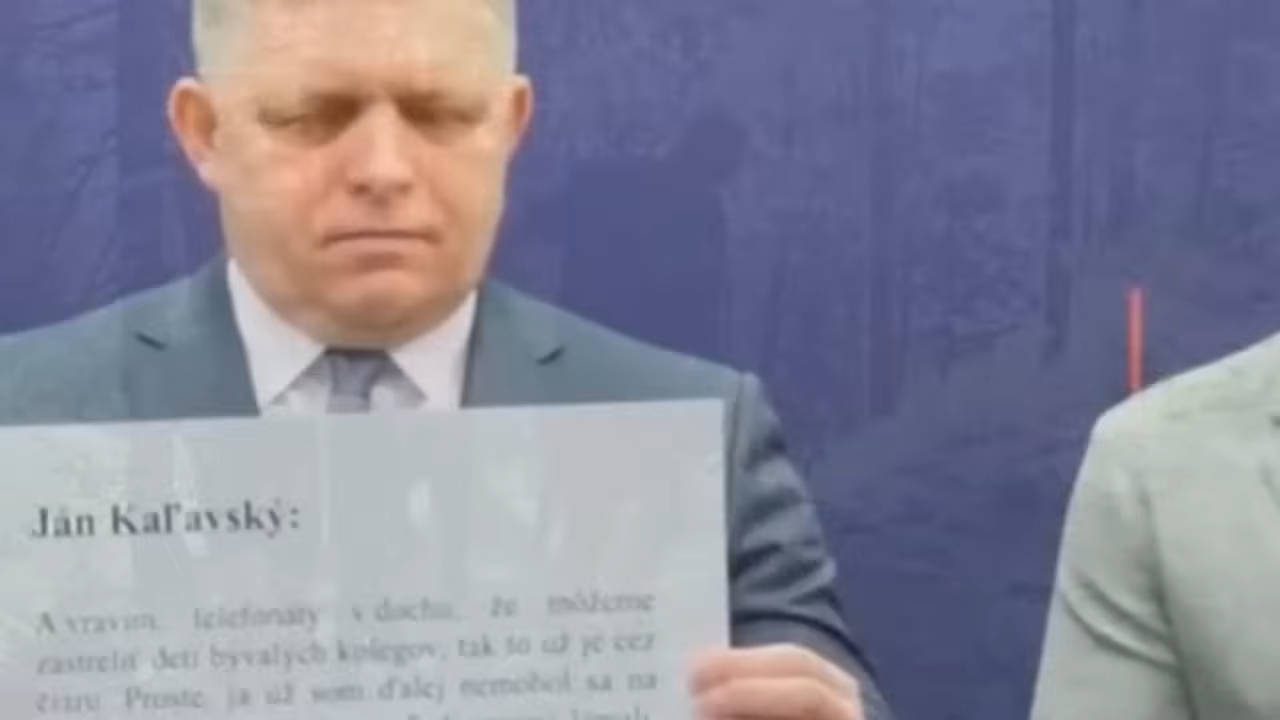 Ján Kaľavský:
A vravím, telefonáty v duchu, že môžeme
zastreliť deti bývalých kolegov, tak to už je cez
čiaru. Proste, ja už som ďalej nemohol sa na